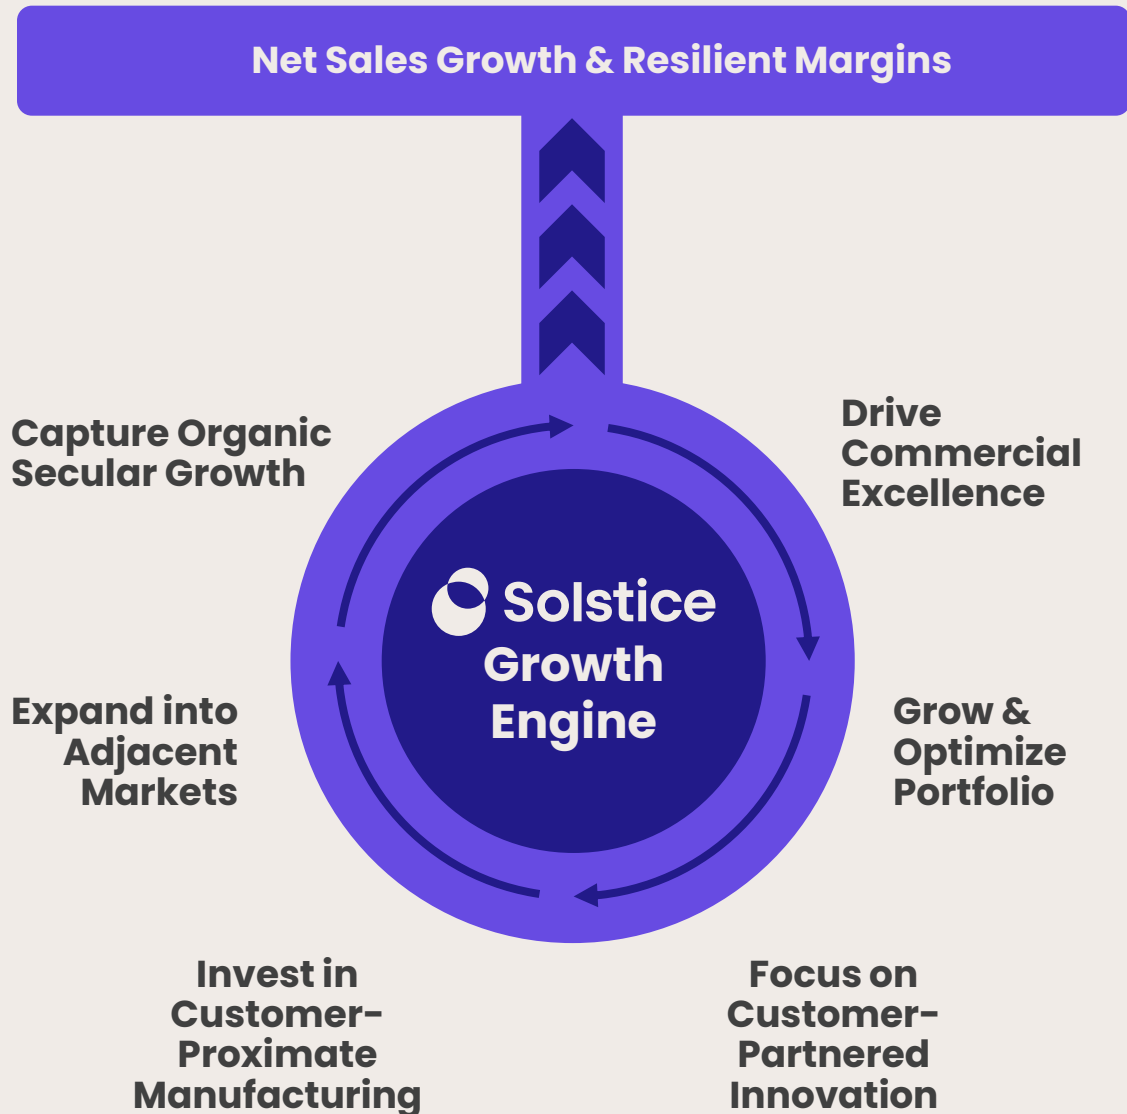 Net Sales Growth & Resilient Margins
Capture Organic
Secular Growth
Drive
Commercial
Excellence
Solstice
Growth
Engine
Expand into
Adjacent
Markets
Grow &
Optimize
Portfolio
Invest in
Customer-
Proximate
Manufacturing
Focus on
Customer-
Partnered
Innovation